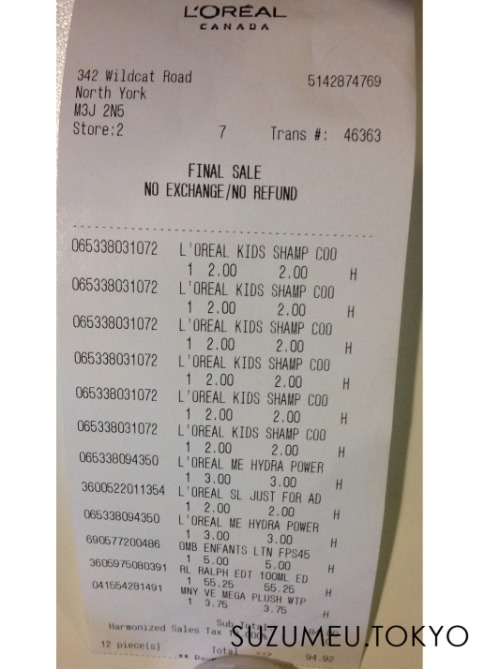 L'ORÉAL
CANADA
342 Wildcat Road 5142874769
North York
M3J 2N5
Store:2 7 Trans #: 46363
FINAL SALE
NO EXCHANGE/NO REFUND
065338031072 L'OREAL KIDS SHAMP COO
1 2.00 2.00 H
065338031072 L'OREAL KIDS SHAMP COO
1 2.00 2.00 H
065338031072 L'OREAL KIDS SHAMP COO
1 2.00 2.00 H
065338031072 L'OREAL KIDS SHAMP COO
1 2.00 2.00 H
065338031072 L'OREAL KIDS SHAMP COO
1 2.00 2.00 H
065338031072 L'OREAL KIDS SHAMP COO
1 2.00 2.00 H
065338094350 L'OREAL ME HYDRA POWER
1 3.00 3.00 H
3600522011354 L'OREAL SL JUST FOR AD
1 2.00 2.00 H
065338094350 L'OREAL ME HYDRA POWER
1 3.00 3.00 H
690577200486 OMB ENFANTS LTN FPS45
1 5.00 5.00 H
3605975080391 RL RALPH EDT 100ML ED
1 55.25 55.25 H
041554281491 MNY VE MEGA PLUSH WTP
1 3.75 3.75 H
Sub Total
Harmonized Sales Tax
12 piece(s) Total --> 94.92
SUZUMEU.TOKYO